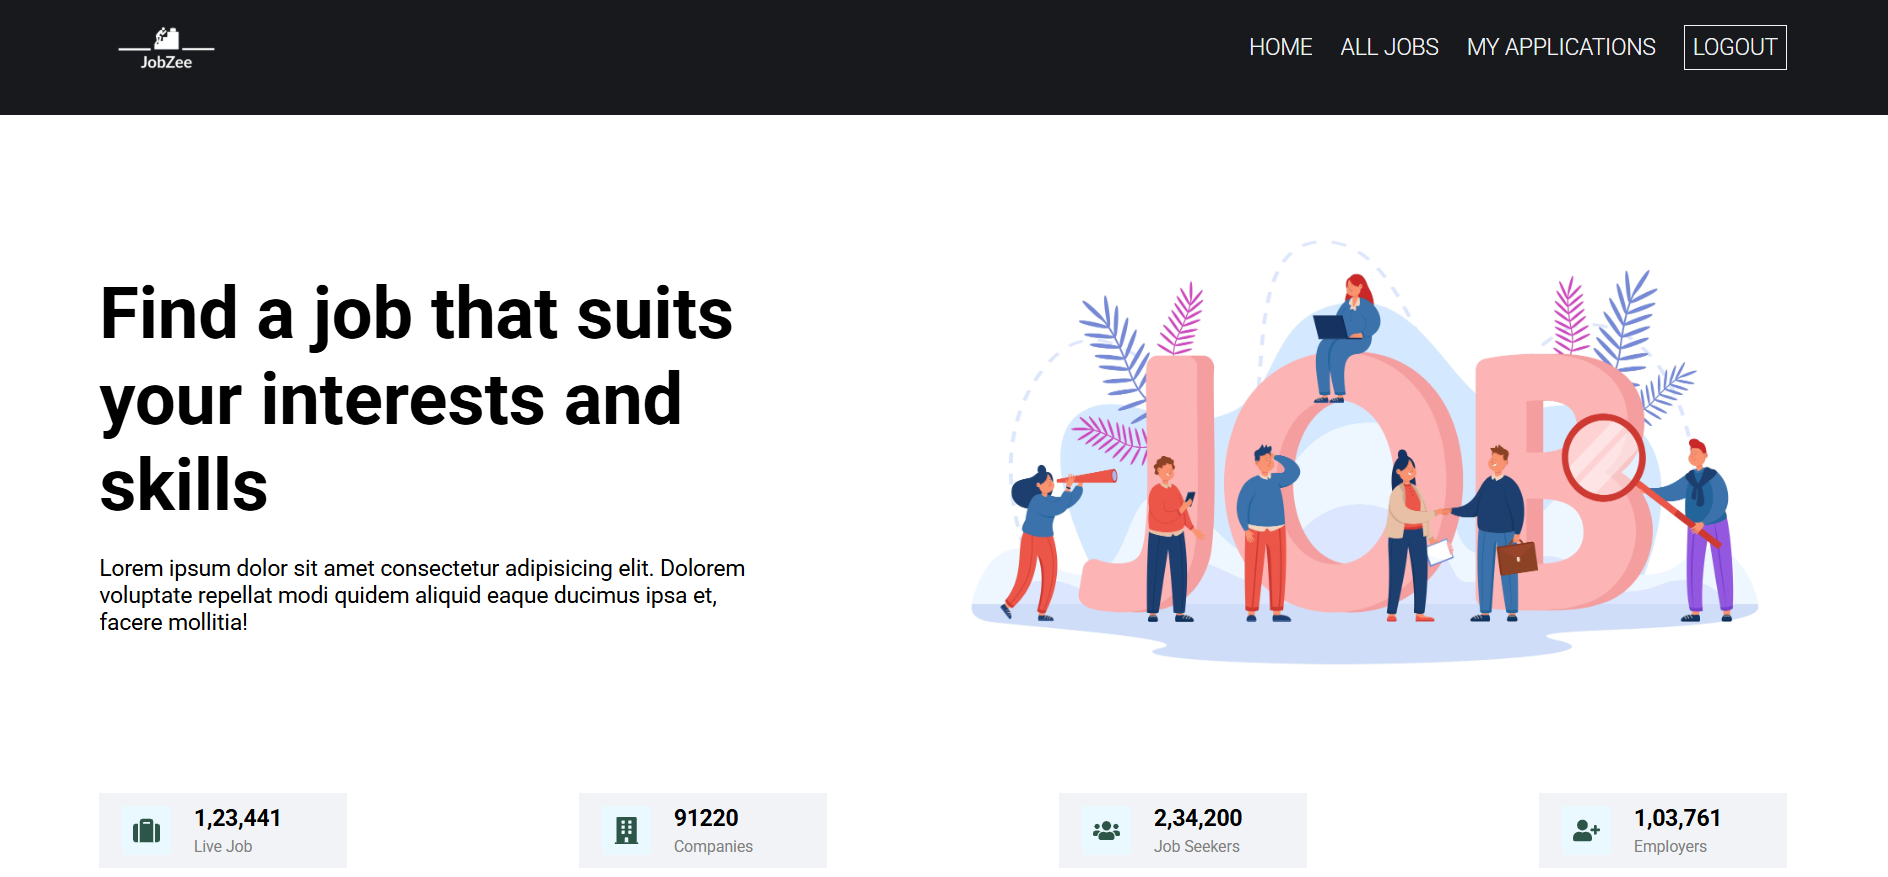 JobZee
HOME ALL JOBS MY APPLICATIONS LOGOUT
Find a job that suits
your interests and
skills
Lorem ipsum dolor sit amet consectetur adipisicing elit. Dolorem
voluptate repellat modi quidem aliquid eaque ducimus ipsa et,
facere mollitia!
JOB
1,23,441
Live Job
91220
Companies
2,34,200
Job Seekers
1,03,761
Employers